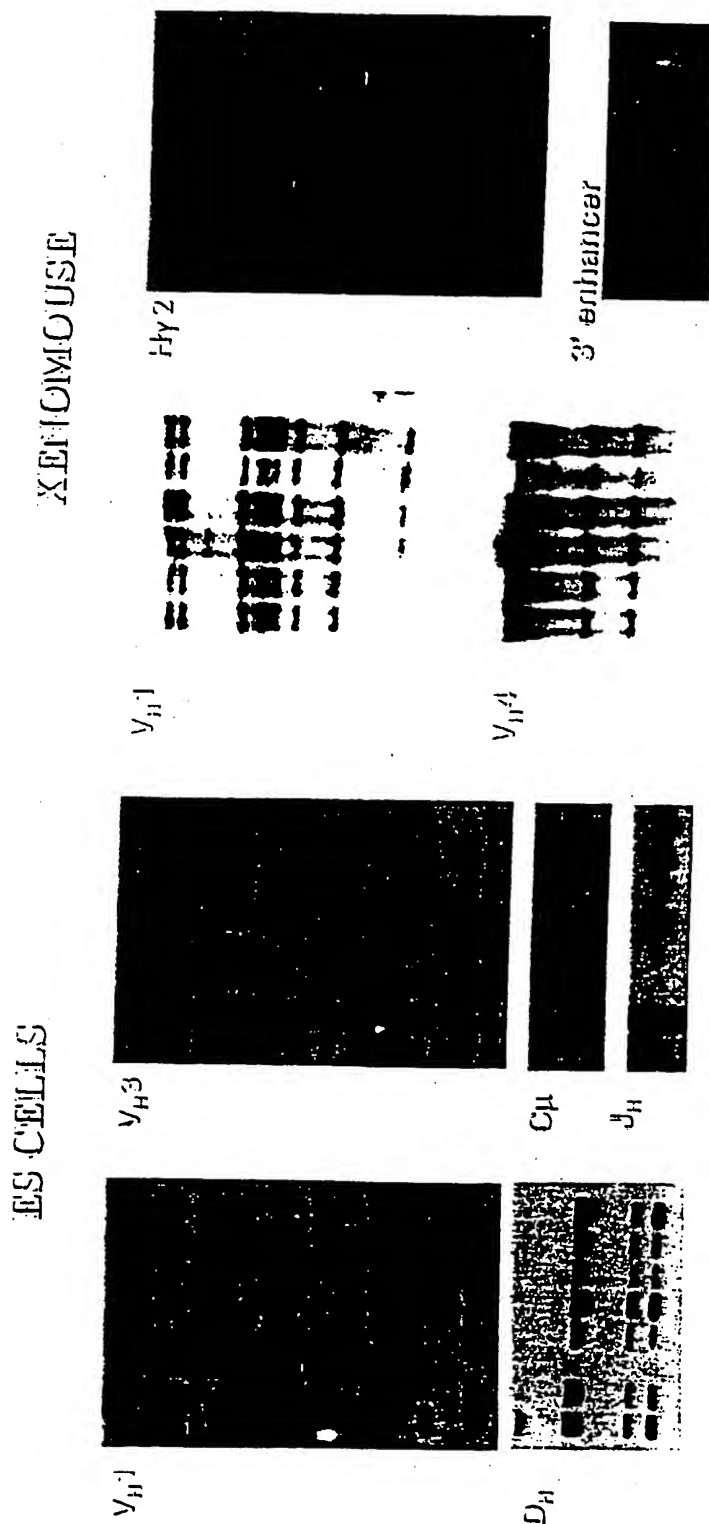 ES CELLS
V_H1
V_H3
D_H
Cμ
J_H
XENOMOUSE
V_H1
Hγ2
V_H4
3' enhancer